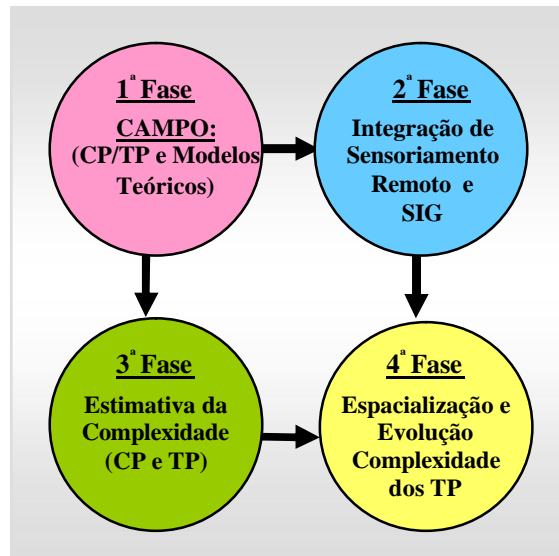 1ª Fase
CAMPO:
(CP/TP e Modelos
Teóricos)
2ª Fase
Integração de
Sensoriamento
Remoto e
SIG
3ª Fase
Estimativa da
Complexidade
(CP e TP)
4ª Fase
Espacialização e
Evolução
Complexidade
dos TP